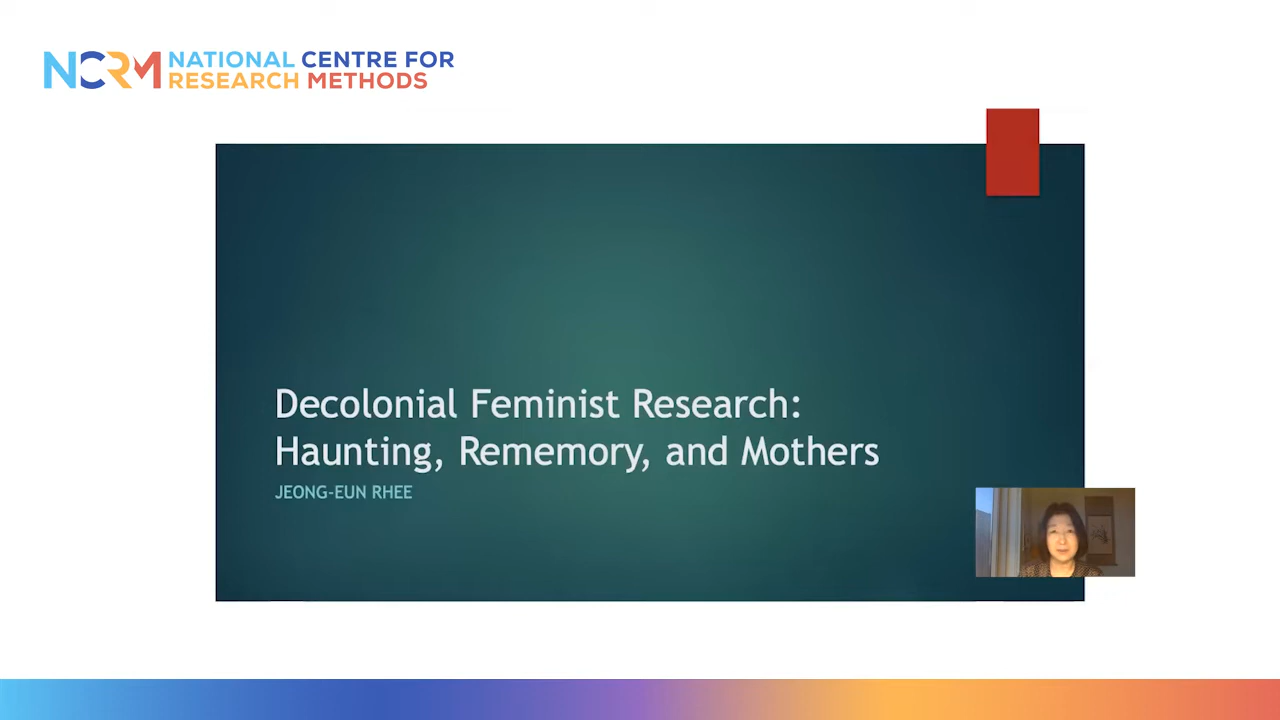 NCRM NATIONAL CENTRE FOR
RESEARCH METHODS
Decolonial Feminist Research:
Haunting, Rememory, and Mothers
JEONG-EUN RHEE